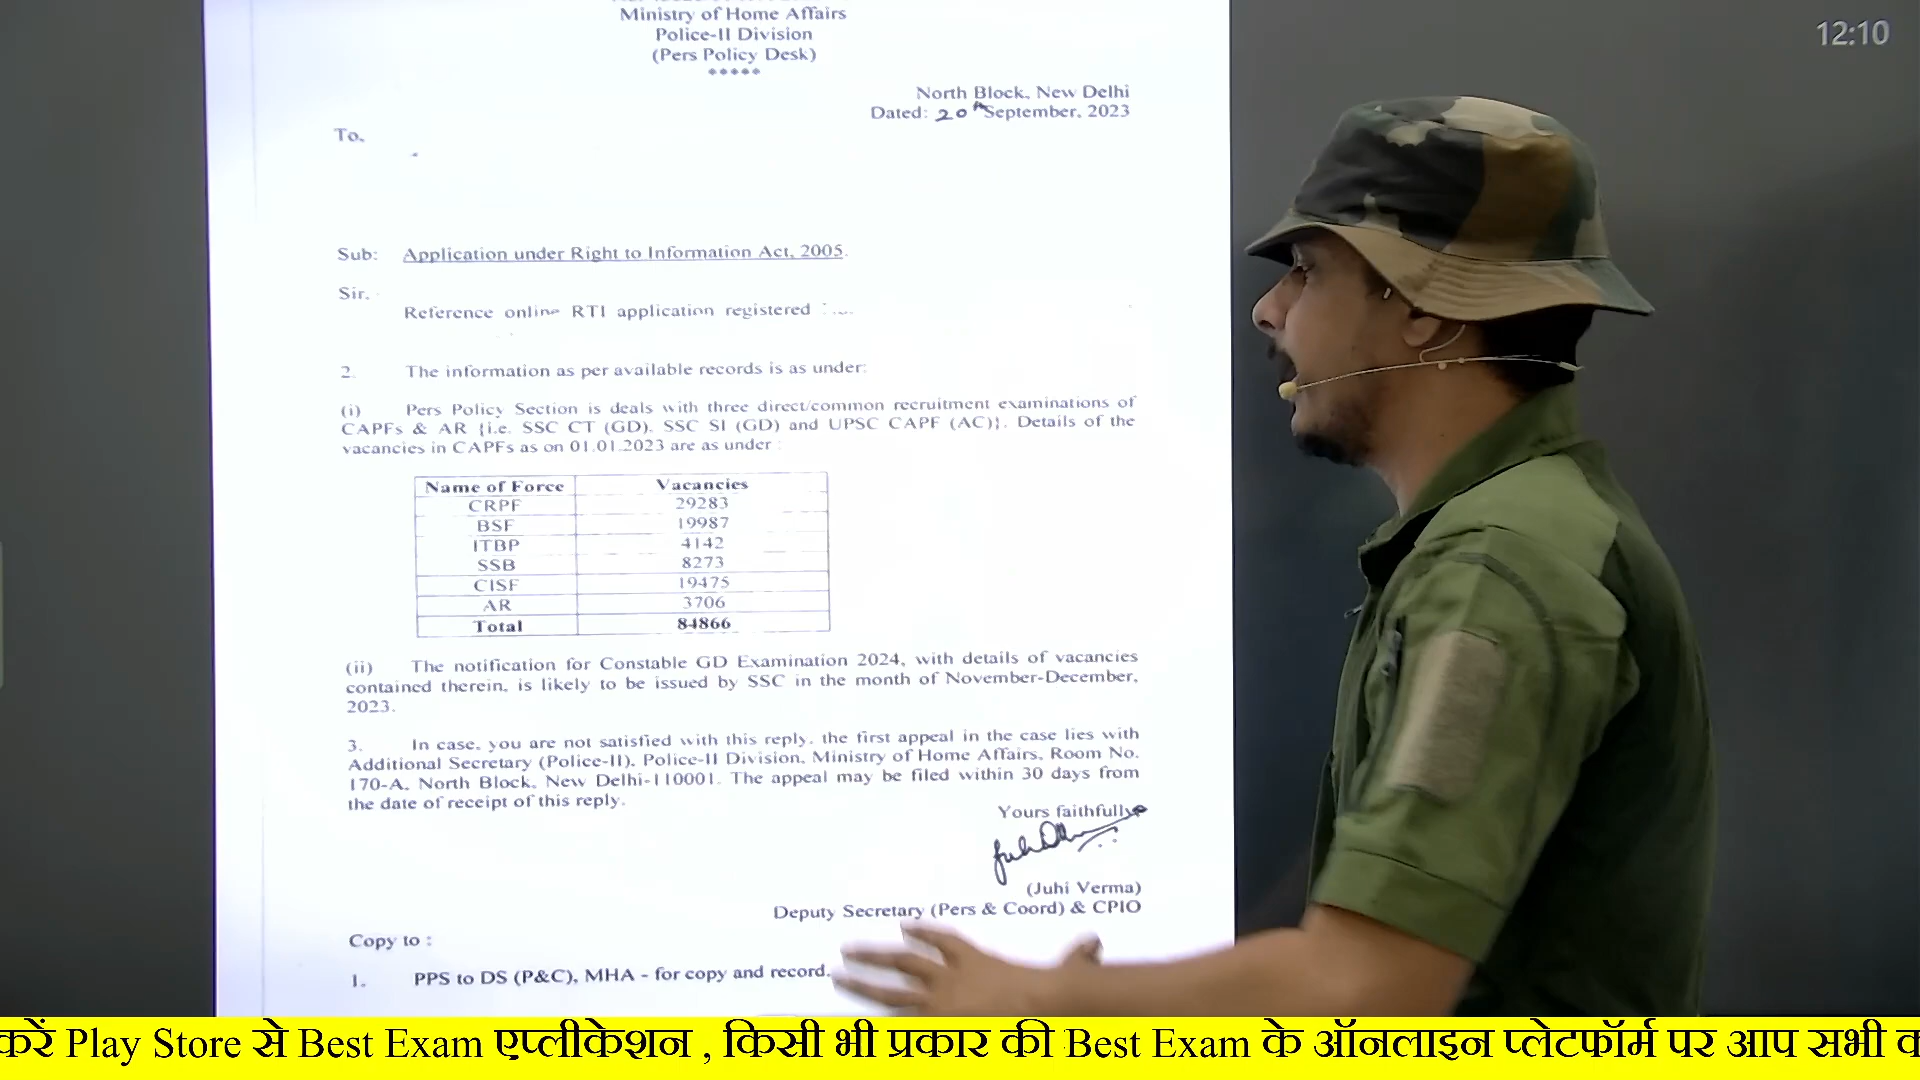 12:10
Ministry of Home Affairs
Police-II Division
(Pers Policy Desk)
*****
North Block, New Delhi
Dated: 20th September, 2023
To,
Sub: Application under Right to Information Act, 2005.
Sir,
Reference online RTI application registered
2. The information as per available records is as under:
(i) Pers Policy Section is deals with three direct/common recruitment examinations of
CAPFs & AR {i.e. SSC CT (GD), SSC SI (GD) and UPSC CAPF (AC)}. Details of the
vacancies in CAPFs as on 01.01.2023 are as under :
Name of Force Vacancies
CRPF 29283
BSF 19987
ITBP 4142
SSB 8273
CISF 19475
AR 3706
Total 84866
(ii) The notification for Constable GD Examination 2024, with details of vacancies
contained therein, is likely to be issued by SSC in the month of November-December,
2023.
3. In case, you are not satisfied with this reply, the first appeal in the case lies with
Additional Secretary (Police-II), Police-II Division, Ministry of Home Affairs, Room No.
170-A, North Block, New Delhi-110001. The appeal may be filed within 30 days from
the date of receipt of this reply.
Yours faithfully
(Juhi Verma)
Deputy Secretary (Pers & Coord) & CPIO
Copy to :
1. PPS to DS (P&C), MHA - for copy and record.
करें Play Store से Best Exam एप्लीकेशन , किसी भी प्रकार की Best Exam के ऑनलाइन प्लेटफॉर्म पर आप सभी